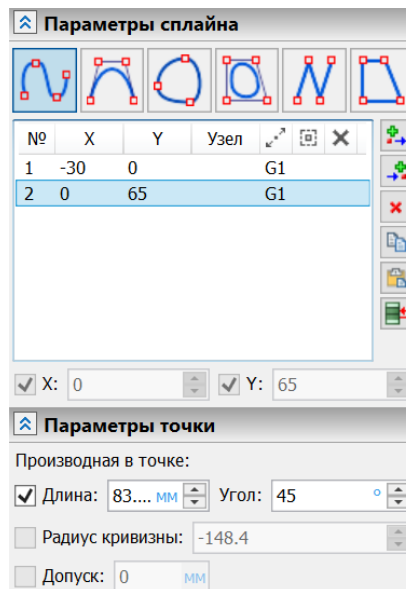 Параметры сплайна
№ X Y Узел
1 -30 0 G1
2 0 65 G1
X: 0 Y: 65
Параметры точки
Производная в точке:
Длина: 83.... мм Угол: 45 °
Радиус кривизны: -148.4
Допуск: 0 мм